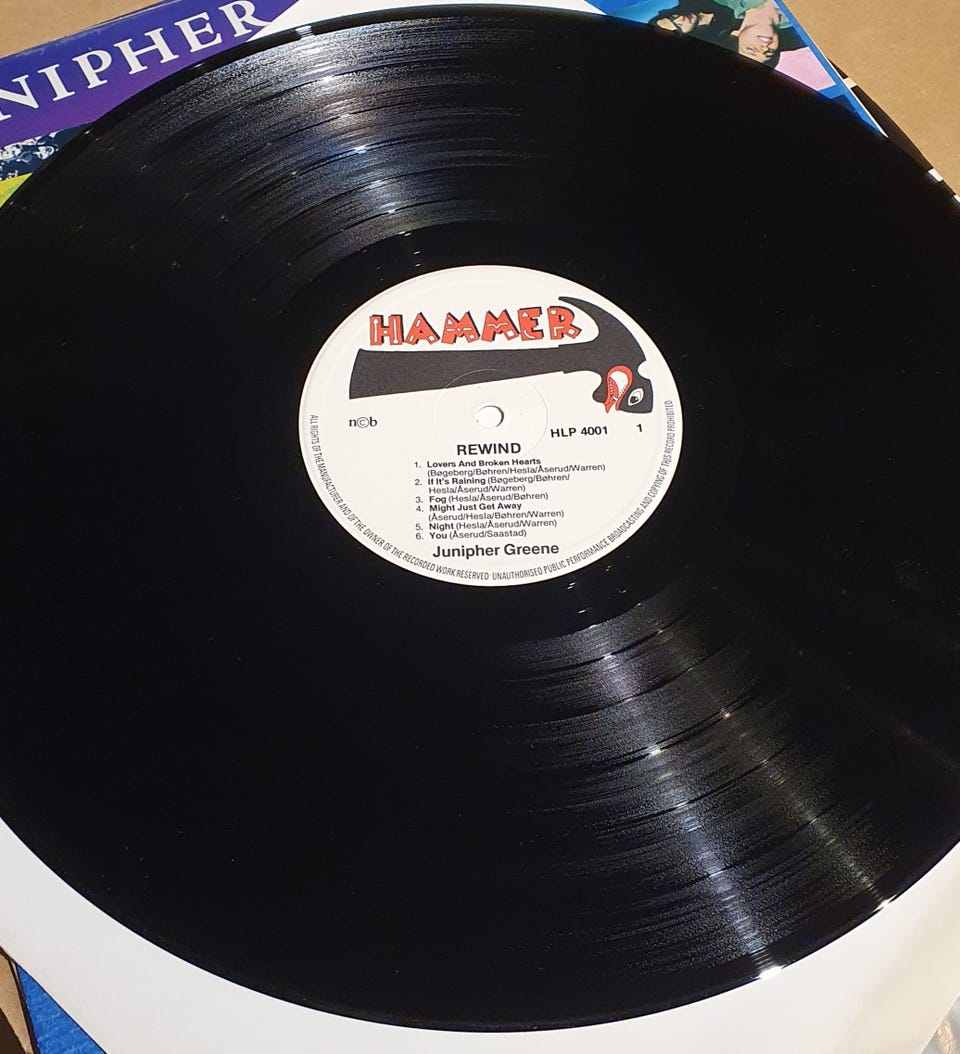 NIPHER
HAMMER
n©b
HLP 4001
1
REWIND
1. Lovers And Broken Hearts
(Bøgeberg/Bøhren/Hesla/Åserud/Warren)
2. If It's Raining (Bøgeberg/Bøhren/
Hesla/Åserud/Warren)
3. Fog (Hesla/Åserud/Bøhren)
4. Might Just Get Away
(Åserud/Hesla/Bøhren/Warren)
5. Night (Hesla/Åserud/Warren)
6. You (Åserud/Saastad)
Junipher Greene
ALL RIGHTS OF THE MANUFACTURER AND OF THE OWNER OF THE RECORDED WORK RESERVED · UNAUTHORISED PUBLIC PERFORMANCE BROADCASTING AND COPYING OF THIS RECORD PROHIBITED